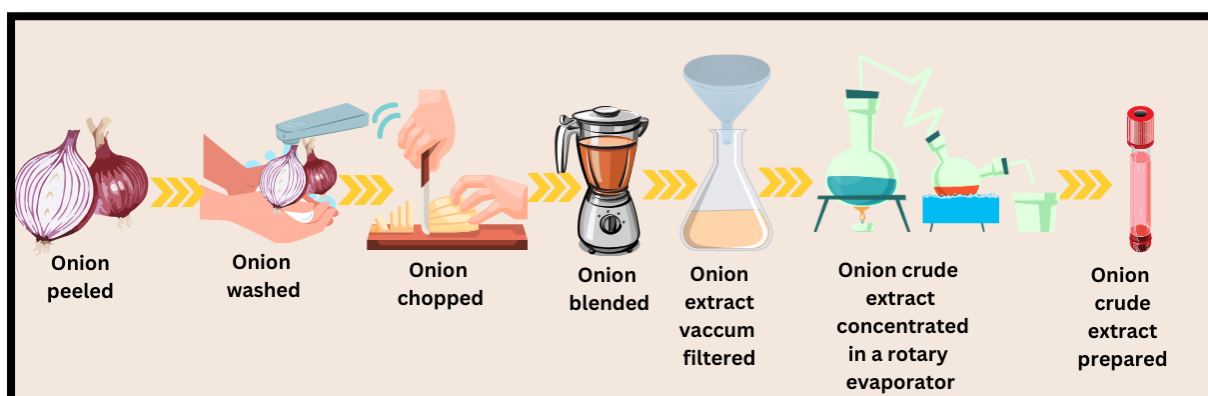 Onion
peeled
Onion
washed
Onion
chopped
Onion
blended
Onion
extract
vaccum
filtered
Onion crude
extract
concentrated
in a rotary
evaporator
Onion
crude
extract
prepared